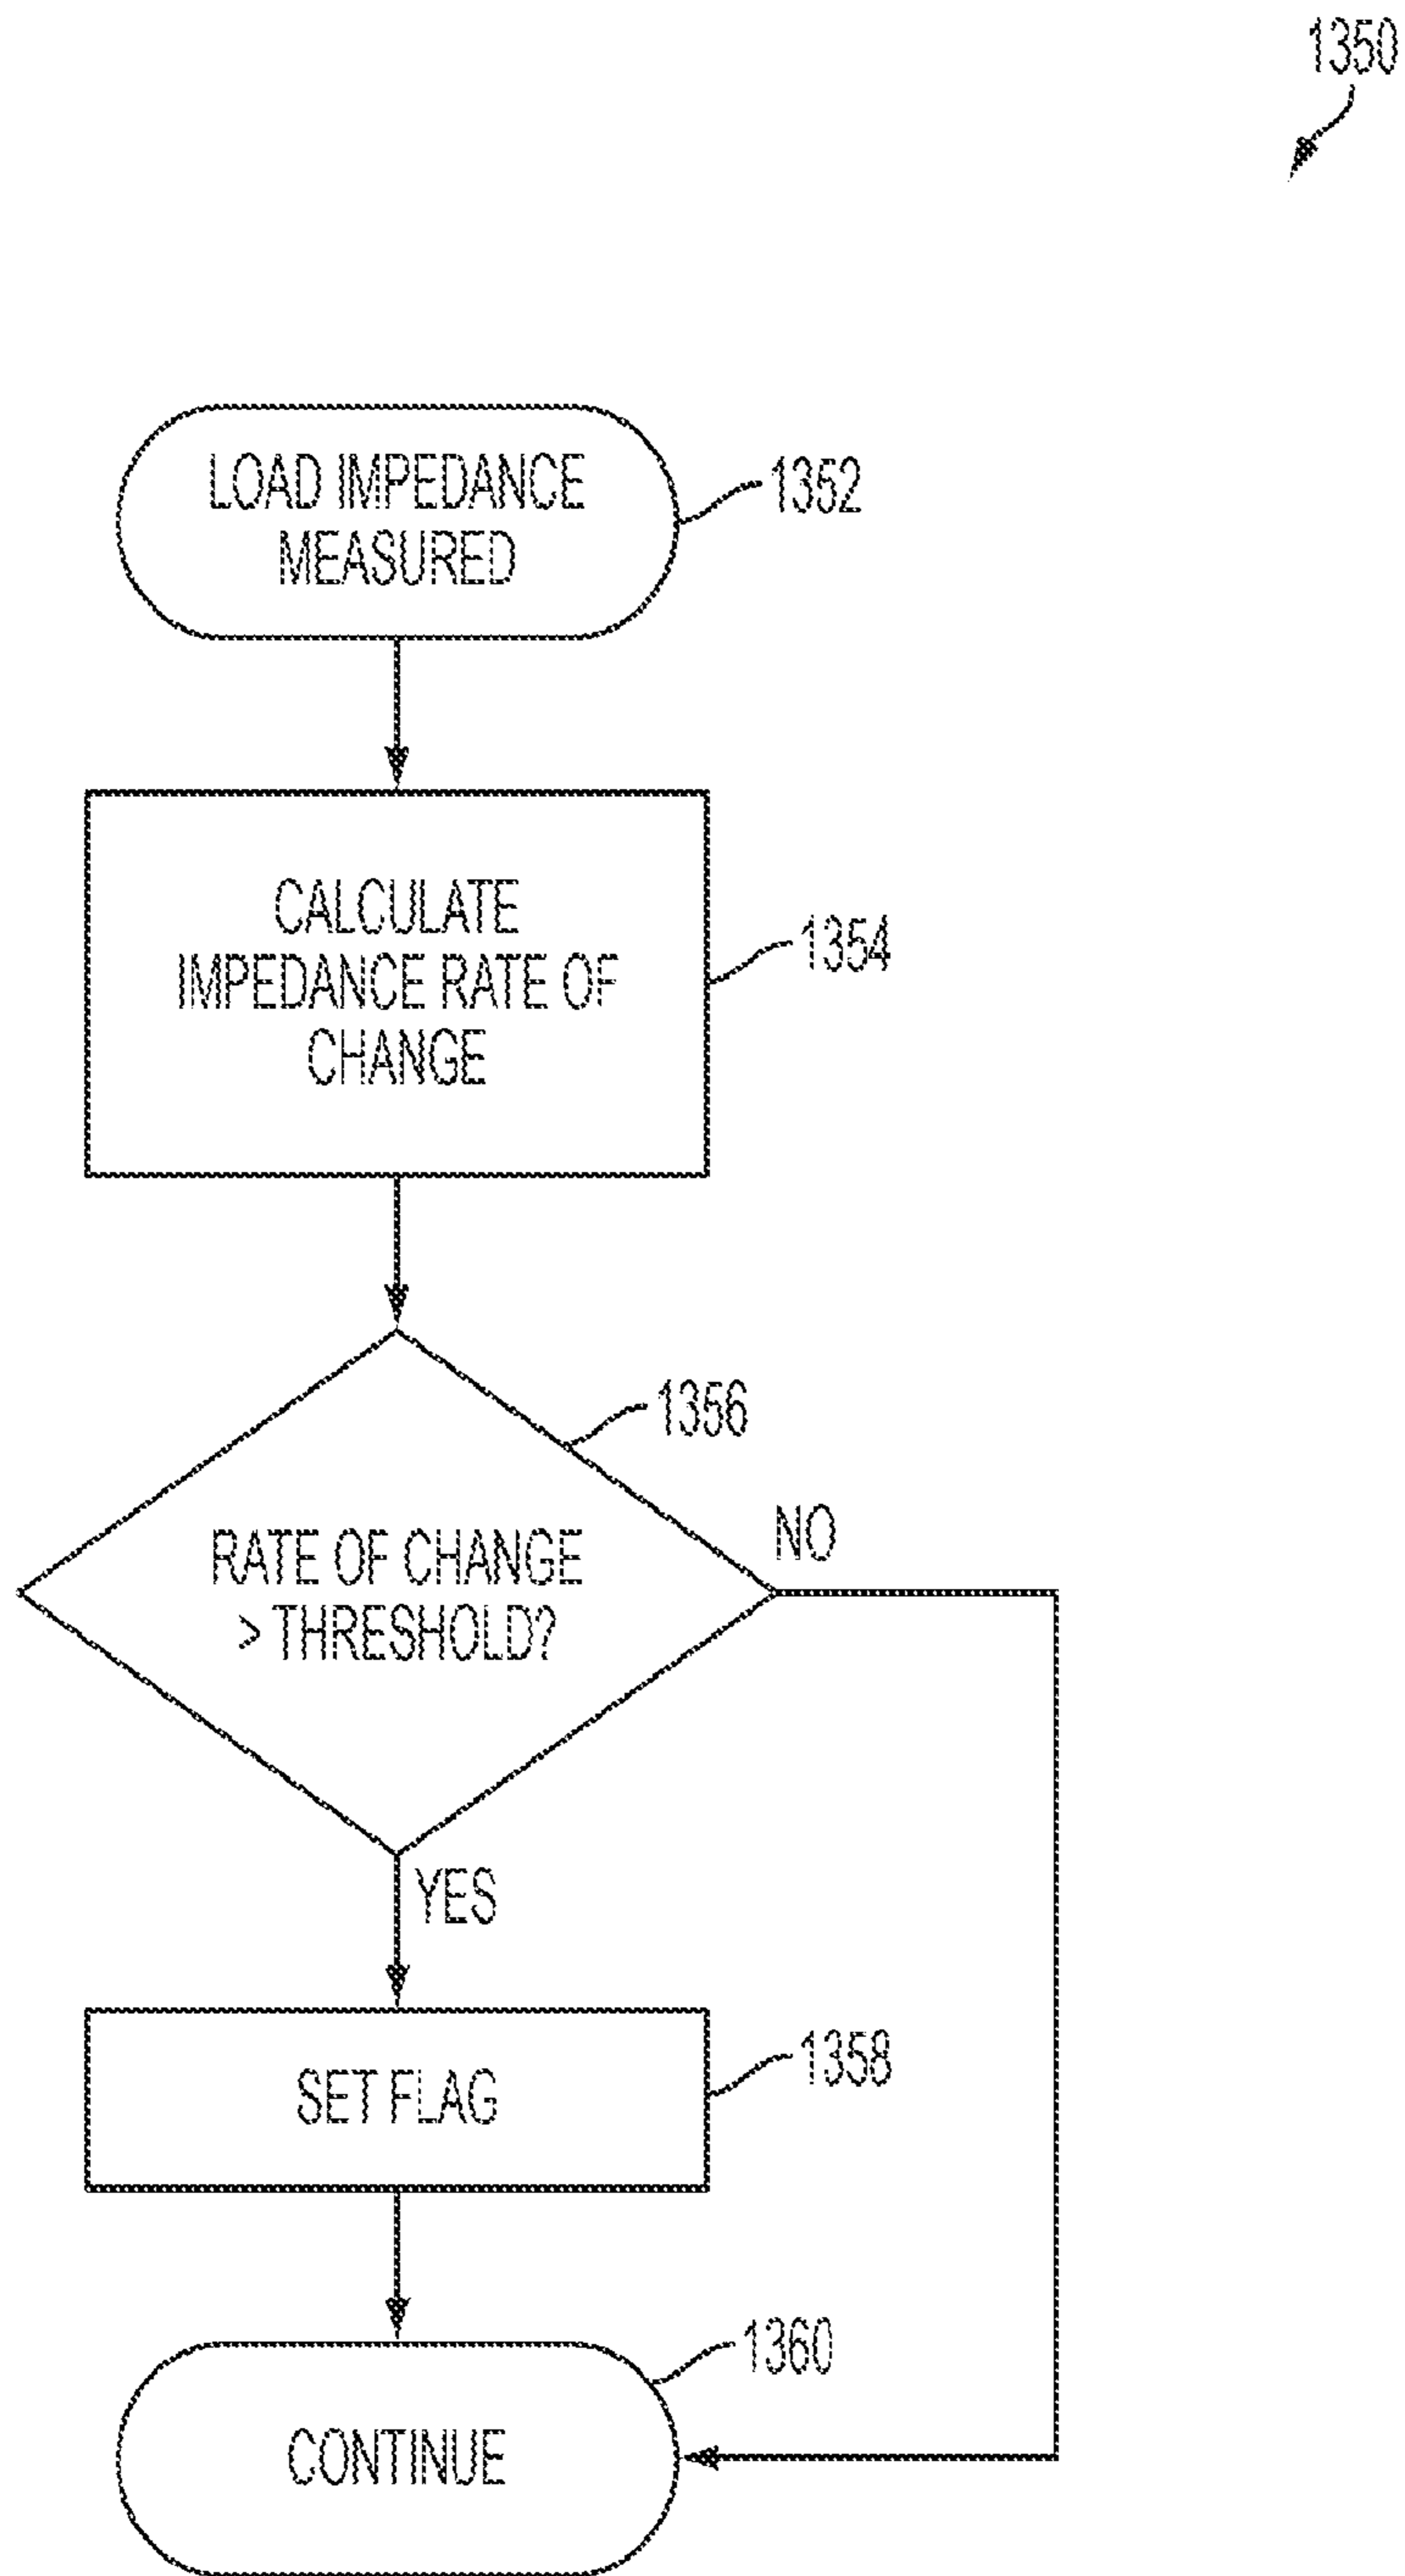 1350
LOAD IMPEDANCE
MEASURED
1352
CALCULATE
IMPEDANCE RATE OF
CHANGE
1354
1356
RATE OF CHANGE
> THRESHOLD?
NO
YES
SET FLAG
1358
1360
CONTINUE